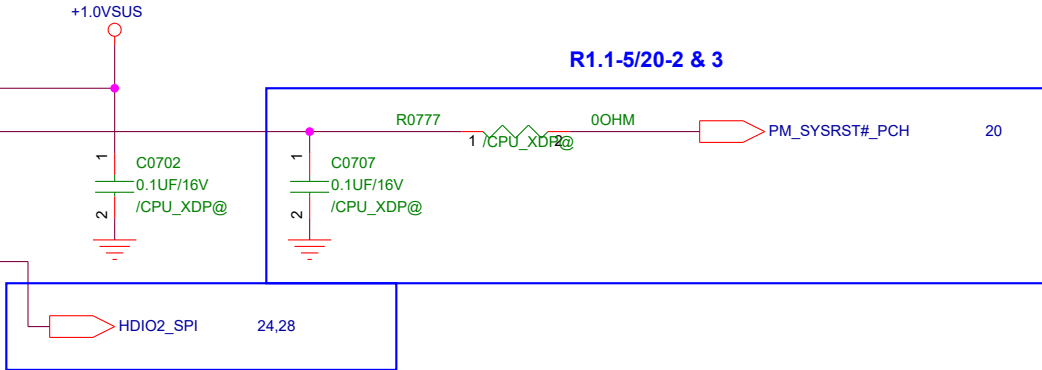 +1.0VSUS
R1.1-5/20-2 & 3
R0777
0OHM
1
/CPU_XDP@
2
PM_SYSRST#_PCH
20
1
C0702
0.1UF/16V
/CPU_XDP@
2
1
C0707
0.1UF/16V
/CPU_XDP@
2
HDIO2_SPI
24,28